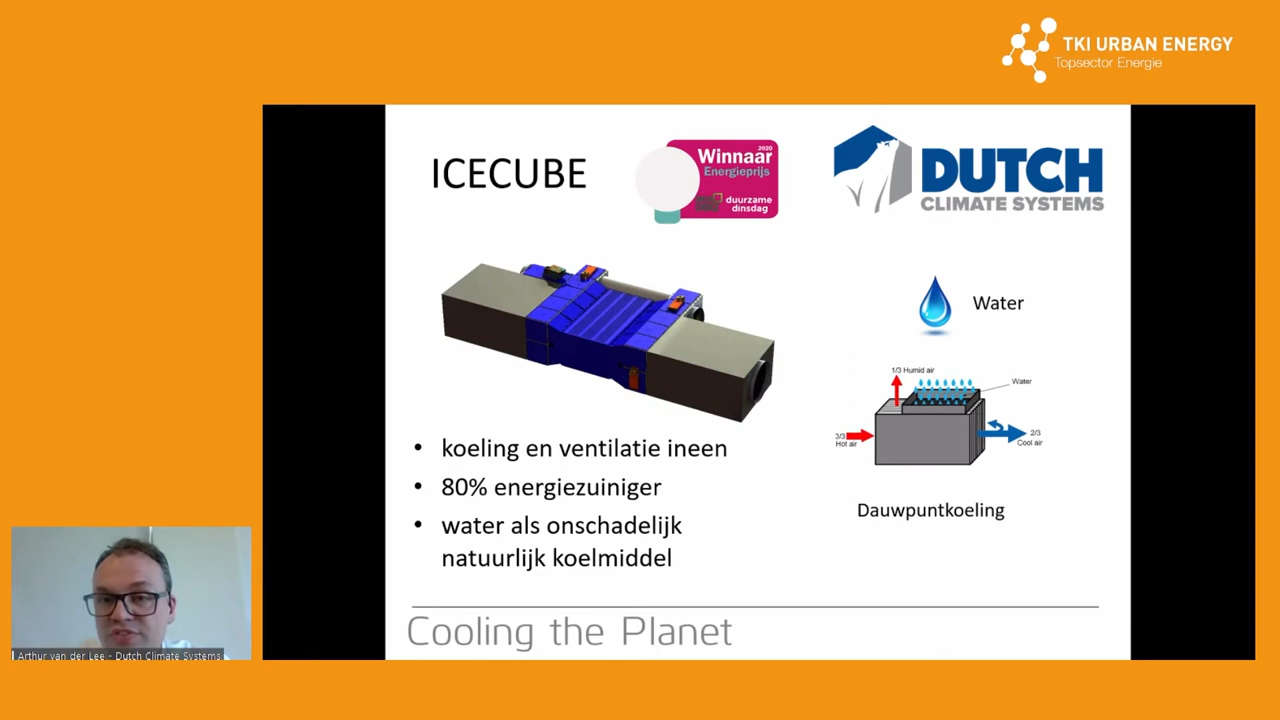 TKI URBAN ENERGY
Topsector Energie
ICECUBE
2020
Winnaar
Energieprijs
duurzame
dinsdag
DUTCH
CLIMATE SYSTEMS
Water
1/3 Humid air
Water
3/3
Hot air
2/3
Cool air
Dauwpuntkoeling
• koeling en ventilatie ineen
• 80% energiezuiniger
• water als onschadelijk
natuurlijk koelmiddel
Cooling the Planet
Arthur van der Lee - Dutch Climate Systems